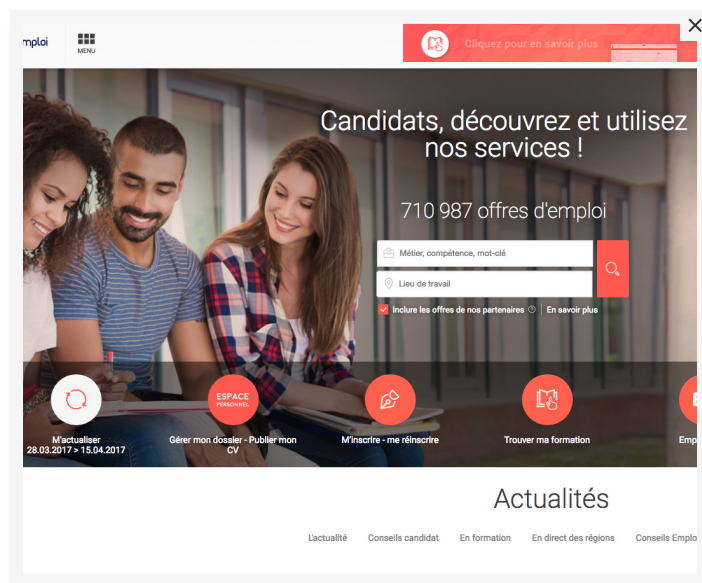 mploi
MENU
Cliquez pour en savoir plus
Candidats, découvrez et utilisez
nos services !
710 987 offres d'emploi
Métier, compétence, mot-clé
Lieu de travail
Inclure les offres de nos partenaires
En savoir plus
ESPACE
PERSONNEL
M'actualiser
28.03.2017 > 15.04.2017
Gérer mon dossier - Publier mon
CV
M'inscrire - me réinscrire
Trouver ma formation
Emp
Actualités
L'actualité Conseils candidat En formation En direct des régions Conseils Emplo